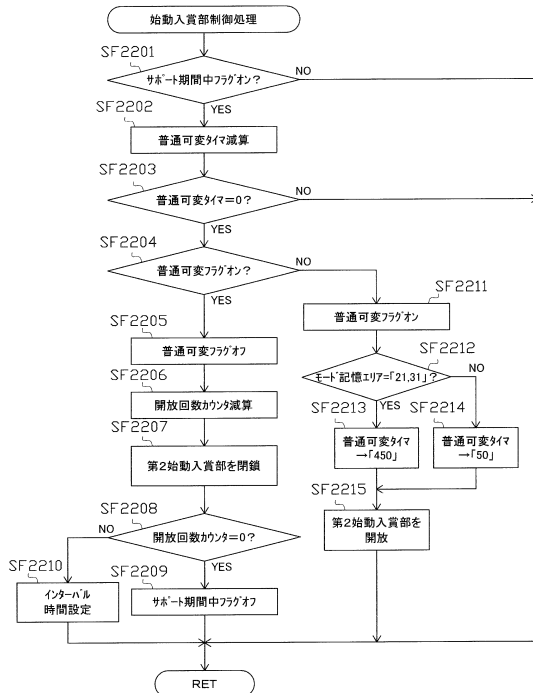 始動入賞部制御処理
SF2201
サポート期間中フラグオン？
NO
YES
SF2202
普通可変タイマ減算
SF2203
普通可変タイマ＝0？
NO
YES
SF2204
普通可変フラグオン？
NO
YES
SF2211
普通可変フラグオン
SF2205
普通可変フラグオフ
SF2212
モード記憶エリア=「21,31」？
NO
YES
SF2206
開放回数カウンタ減算
SF2213
普通可変タイマ
→「450」
SF2214
普通可変タイマ
→「50」
SF2207
第2始動入賞部を閉鎖
SF2215
第2始動入賞部を
開放
SF2208
開放回数カウンタ=0？
NO
YES
SF2210
インターバル
時間設定
SF2209
サポート期間中フラグオフ
RET